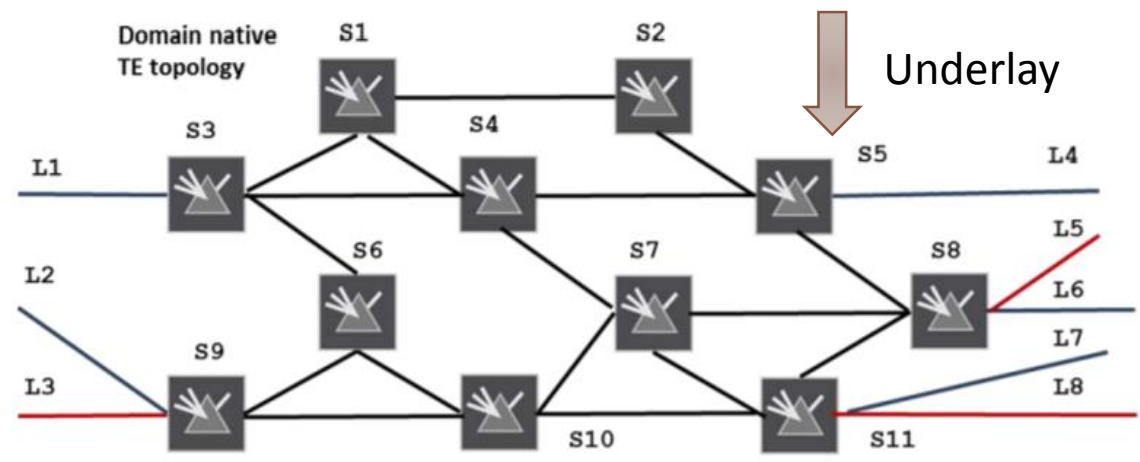 Domain native
TE topology
S1
S2
Underlay
S3
S4
S5
L1
L4
L5
S6
S7
S8
L2
L6
L7
S9
L3
L8
S10
S11